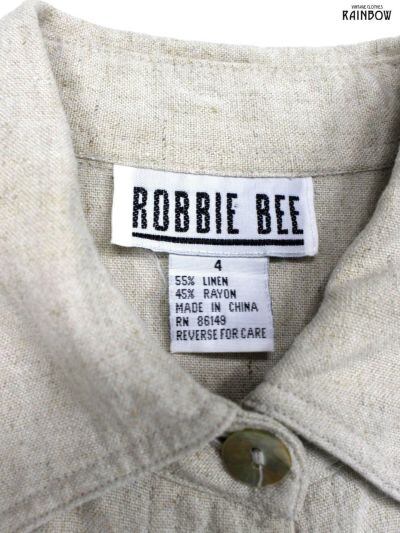 VINTAGE CLOTHES
RAINBOW
ROBBIE BEE
4
55% LINEN
45% RAYON
MADE IN CHINA
RN 86149
REVERSE FOR CARE